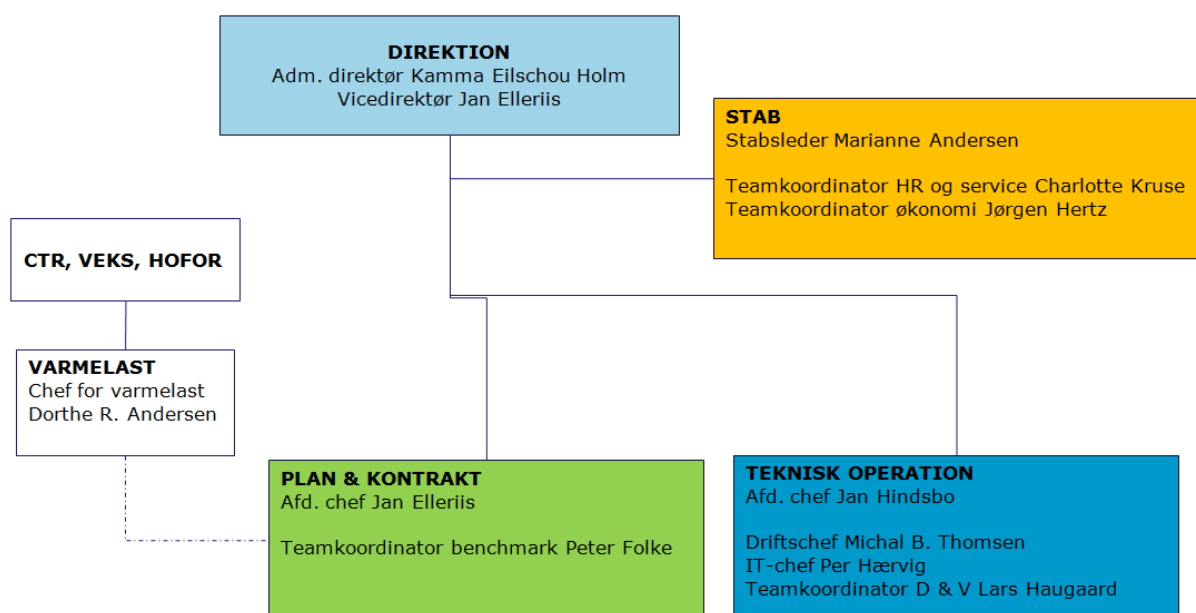 DIREKTION
Adm. direktør Kamma Eilschou Holm
Vicedirektør Jan Elleriis
STAB
Stabsleder Marianne Andersen
Teamkoordinator HR og service Charlotte Kruse
Teamkoordinator økonomi Jørgen Hertz
CTR, VEKS, HOFOR
VARMELAST
Chef for varmelast
Dorthe R. Andersen
PLAN & KONTRAKT
Afd. chef Jan Elleriis
Teamkoordinator benchmark Peter Folke
TEKNISK OPERATION
Afd. chef Jan Hindsbo
Driftschef Michal B. Thomsen
IT-chef Per Hærvig
Teamkoordinator D & V Lars Haugaard